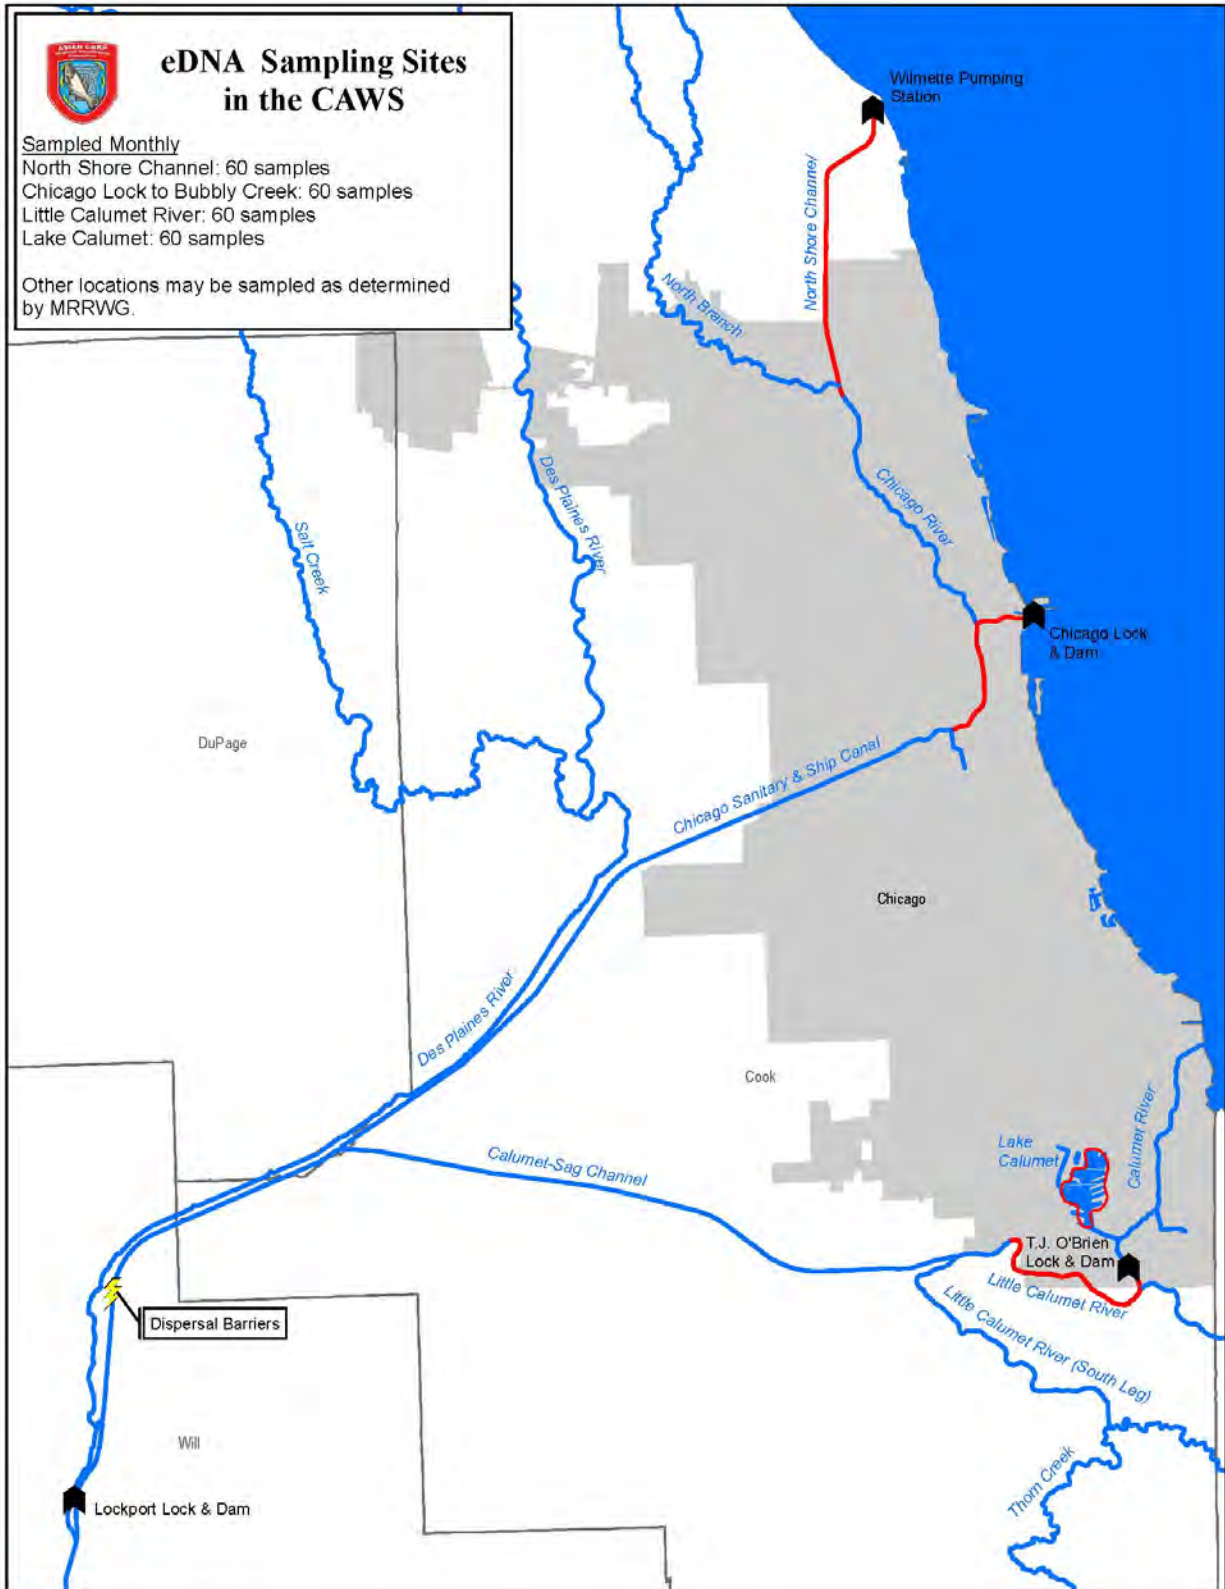 ASIAN CARP
eDNA Sampling Sites
in the CAWS
Sampled Monthly
North Shore Channel: 60 samples
Chicago Lock to Bubbly Creek: 60 samples
Little Calumet River: 60 samples
Lake Calumet: 60 samples
Other locations may be sampled as determined
by MRRWG.
Wilmette Pumping
Station
North Shore Channel
North Branch
Des Plaines River
Chicago River
Salt Creek
Chicago Lock
& Dam
DuPage
Chicago Sanitary & Ship Canal
Chicago
Des Plaines River
Cook
Calumet River
Lake
Calumet
Calumet-Sag Channel
T.J. O'Brien
Lock & Dam
Little Calumet River
Little Calumet River (South Leg)
Dispersal Barriers
Will
Thorn Creek
Lockport Lock & Dam